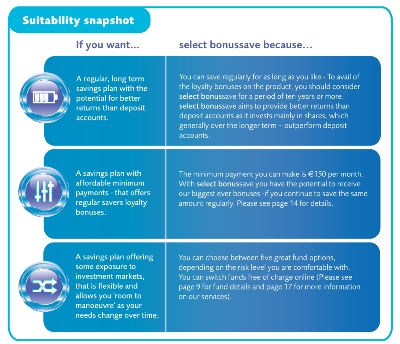 Suitability snapshot
If you want...
select bonussave because...
A regular, long term
savings plan with the
potential for better
returns than deposit
accounts.
You can save regularly for as long as you like - To avail
of the loyalty bonuses on the product, you should consider
select bonussave for a period of ten years or more.
select bonussave aims to provide better returns than
deposit accounts as it invests mainly in shares, which
generally over the longer term – outperform deposit
accounts.
A savings plan with
affordable minimum
payments - that offers
regular savers loyalty
bonuses.
The minimum payment you can make is €150 per month.
With select bonussave you have the potential to receive
our biggest ever bonuses -if you continue to save the same
amount regularly. Please see page 14 for details.
A savings plan offering
some exposure to
investment markets,
that is flexible and
allows you 'room to
manoeuvre' as your
needs change over time.
You can choose between five great fund options,
depending on the risk level you are comfortable with.
You can switch funds free of charge online (Please see
page 9 for fund details and page 17 for more information
on our services).